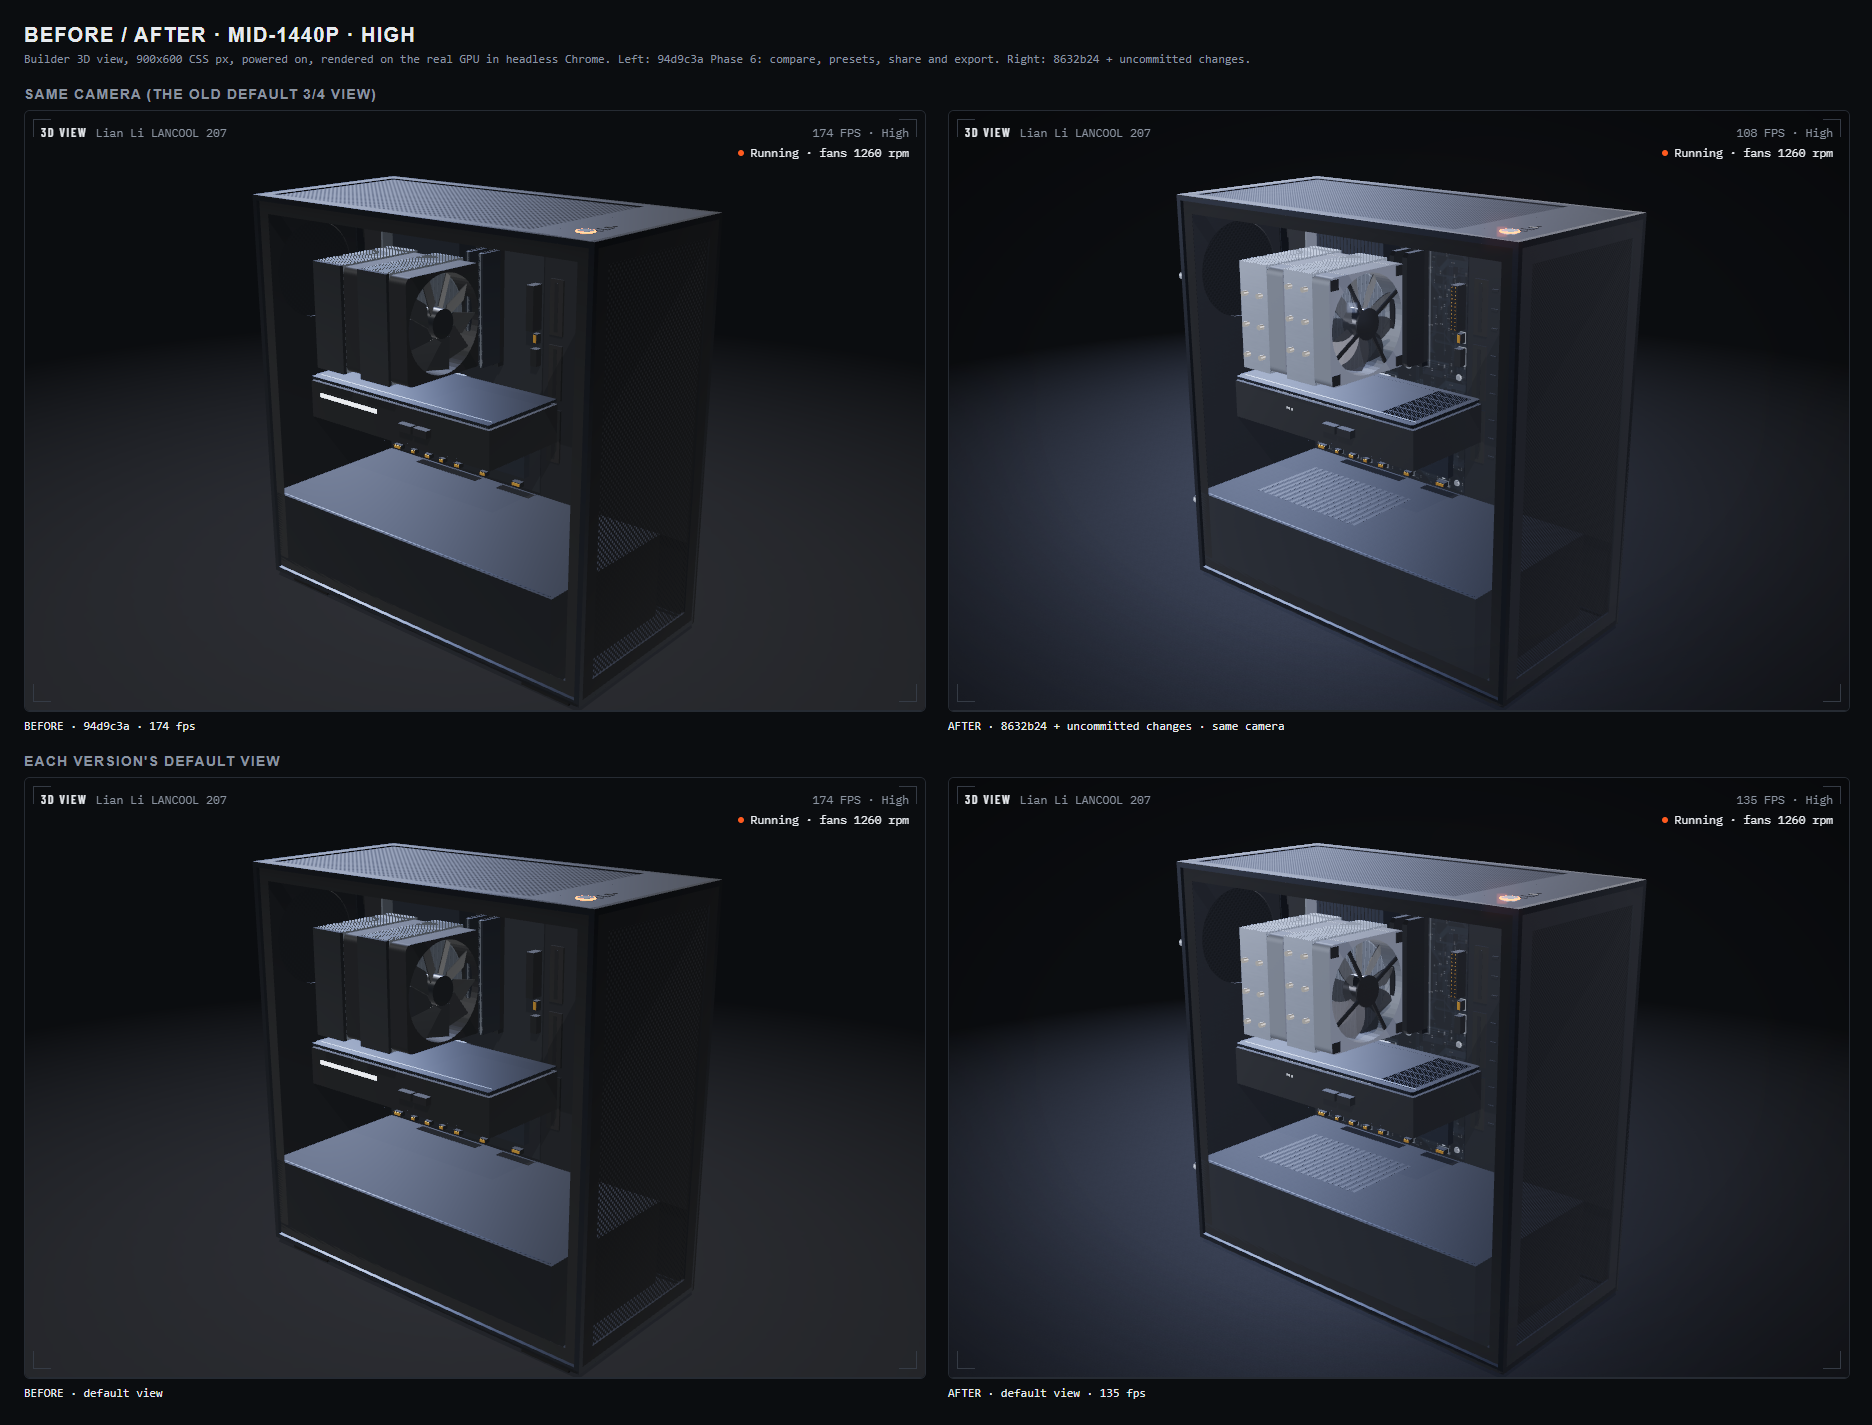 BEFORE / AFTER · MID-1440P · HIGH
Builder 3D view, 900x600 CSS px, powered on, rendered on the real GPU in headless Chrome. Left: 94d9c3a Phase 6: compare, presets, share and export. Right: 8632b24 + uncommitted changes.
SAME CAMERA (THE OLD DEFAULT 3/4 VIEW)
3D VIEW Lian Li LANCOOL 207
174 FPS · High
Running · fans 1260 rpm
3D VIEW Lian Li LANCOOL 207
108 FPS · High
Running · fans 1260 rpm
BEFORE · 94d9c3a · 174 fps
AFTER · 8632b24 + uncommitted changes · same camera
EACH VERSION'S DEFAULT VIEW
3D VIEW Lian Li LANCOOL 207
174 FPS · High
Running · fans 1260 rpm
3D VIEW Lian Li LANCOOL 207
135 FPS · High
Running · fans 1260 rpm
BEFORE · default view
AFTER · default view · 135 fps